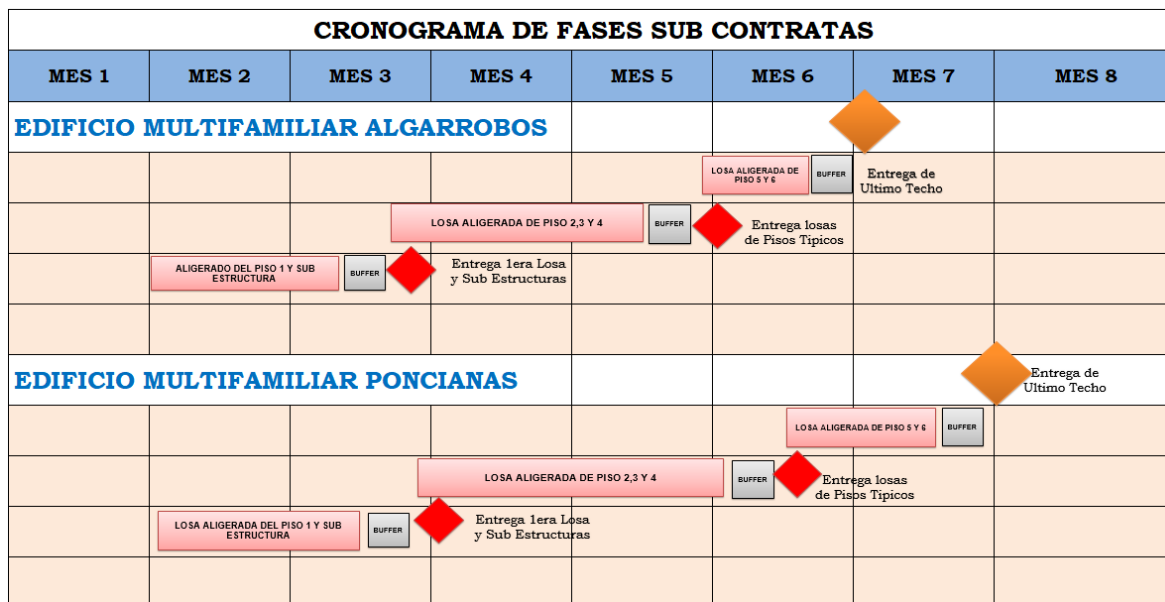 CRONOGRAMA DE FASES SUB CONTRATAS
MES 1 MES 2 MES 3 MES 4 MES 5 MES 6 MES 7 MES 8
EDIFICIO MULTIFAMILIAR ALGARROBOS
LOSA ALIGERADA DE
PISO 5 Y 6
BUFFER
Entrega de
Ultimo Techo
LOSA ALIGERADA DE PISO 2,3 Y 4
BUFFER
Entrega losas
de Pisos Tipicos
ALIGERADO DEL PISO 1 Y SUB
ESTRUCTURA
BUFFER
Entrega 1era Losa
y Sub Estructuras
EDIFICIO MULTIFAMILIAR PONCIANAS
Entrega de
Ultimo Techo
LOSA ALIGERADA DE PISO 5 Y 6
BUFFER
LOSA ALIGERADA DE PISO 2,3 Y 4
BUFFER
Entrega losas
de Pisos Tipicos
LOSA ALIGERADA DEL PISO 1 Y SUB
ESTRUCTURA
BUFFER
Entrega 1era Losa
y Sub Estructuras